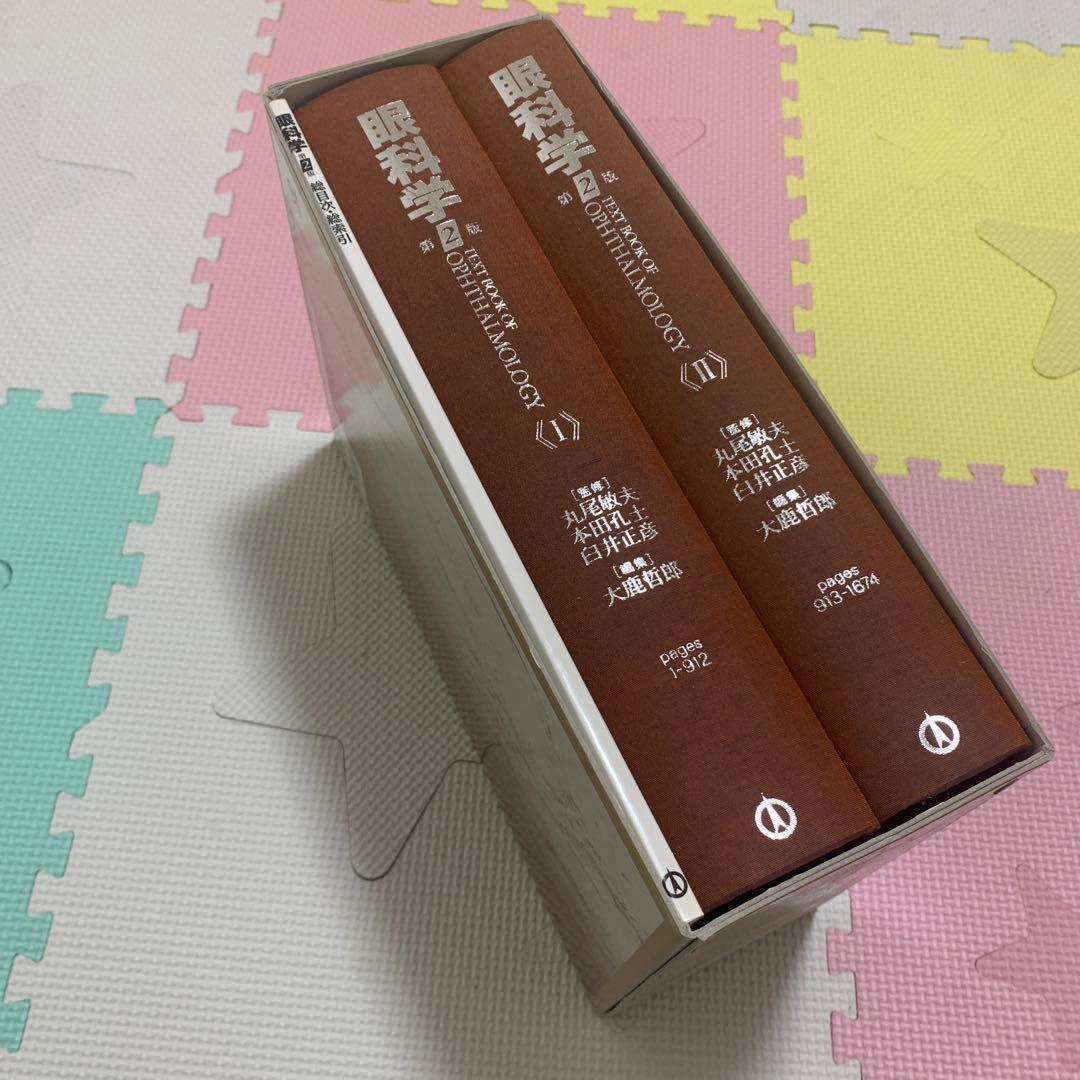 眼科学 第2版 総目次・総索引
眼科学
第2版
TEXT BOOK OF
OPHTHALMOLOGY
《I》
[監修]
丸尾敏夫
本田孔士
臼井正彦
[編集]
大鹿哲郎
pages
1-912
眼科学
第2版
TEXT BOOK OF
OPHTHALMOLOGY
《II》
[監修]
丸尾敏夫
本田孔士
臼井正彦
[編集]
大鹿哲郎
pages
913-1674